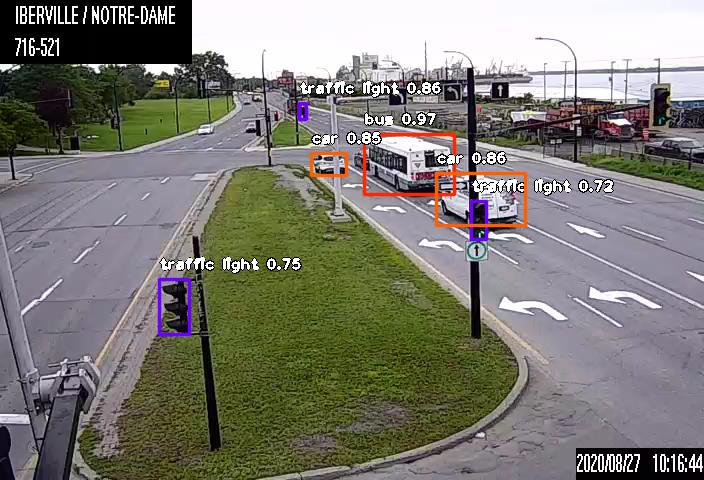 IBERVILLE / NOTRE-DAME
716-521
traffic light 0.86
bus 0.97
car 0.85
car 0.86
traffic light 0.72
traffic light 0.75
2020/08/27 10:16:44